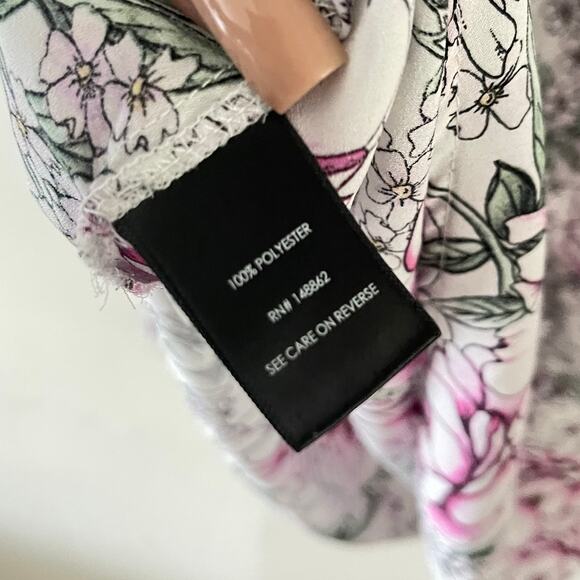 100% POLYESTER
RN# 148862
SEE CARE ON REVERSE